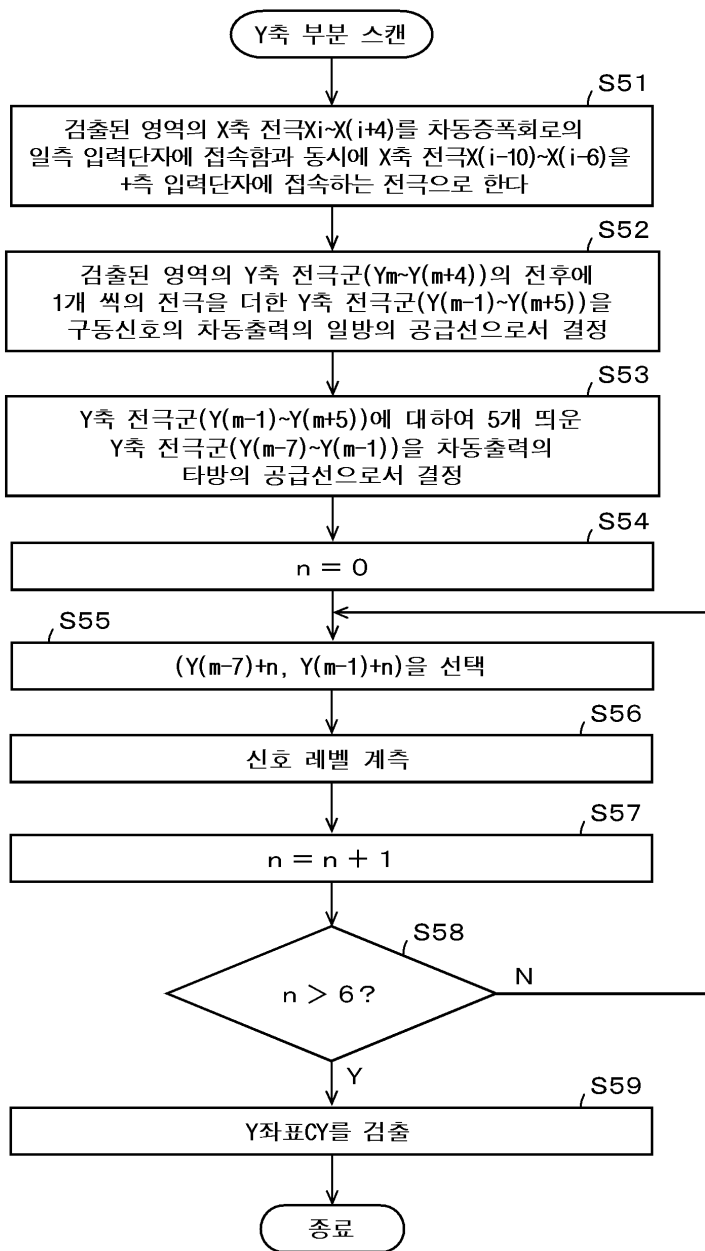 Y축 부분 스캔
S51
검출된 영역의 X축 전극Xi~X(i+4)를 차동증폭회로의
일측 입력단자에 접속함과 동시에 X축 전극X(i-10)~X(i-6)을
+측 입력단자에 접속하는 전극으로 한다
S52
검출된 영역의 Y축 전극군(Ym~Y(m+4))의 전후에
1개 씩의 전극을 더한 Y축 전극군(Y(m-1)~Y(m+5))을
구동신호의 차동출력의 일방의 공급선으로서 결정
S53
Y축 전극군(Y(m-1)~Y(m+5))에 대하여 5개 띄운
Y축 전극군(Y(m-7)~Y(m-1))을 차동출력의
타방의 공급선으로서 결정
S54
n = 0
S55
(Y(m-7)+n, Y(m-1)+n)을 선택
S56
신호 레벨 계측
S57
n = n + 1
S58
n > 6?
N
Y
S59
Y좌표CY를 검출
종료